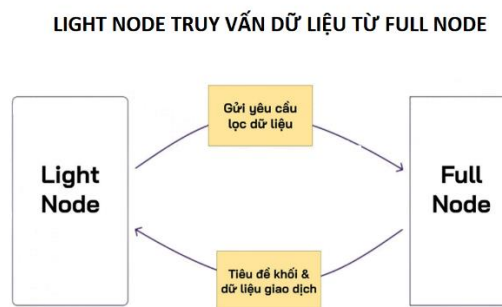 LIGHT NODE TRUY VẤN DỮ LIỆU TỪ FULL NODE
Gửi yêu cầu
lọc dữ liệu
Light
Node
Full
Node
Tiêu đề khối &
dữ liệu giao dịch